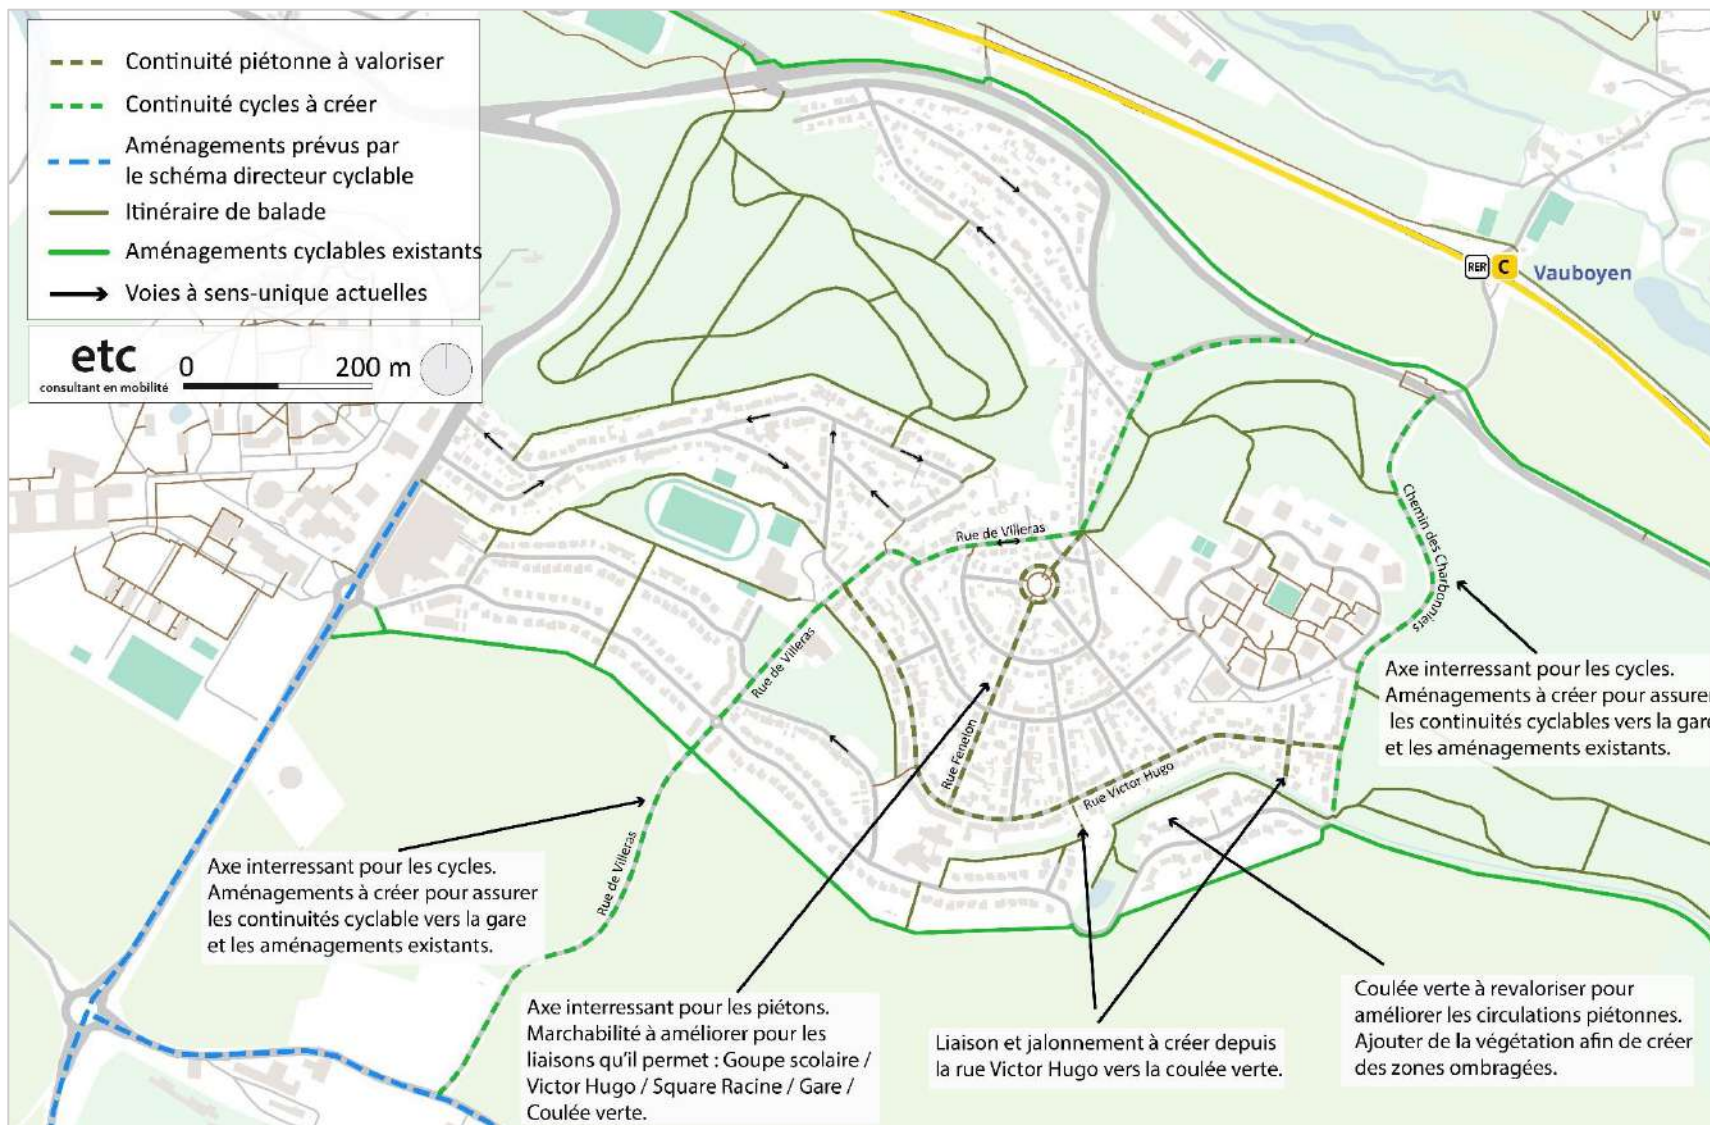 Continuité piétonne à valoriser
Continuité cycles à créer
Aménagements prévus par
le schéma directeur cyclable
Itinéraire de balade
Aménagements cyclables existants
Voies à sens-unique actuelles
etc
consultant en mobilité
0 200 m
RER C Vauboyen
Rue de Villeras
Chemin des Charbonniers
Rue de Villeras
Rue Fenelon
Rue Victor Hugo
Rue de Villeras
Axe interressant pour les cycles.
Aménagements à créer pour assurer
les continuités cyclables vers la gare
et les aménagements existants.
Axe interressant pour les cycles.
Aménagements à créer pour assurer
les continuités cyclable vers la gare
et les aménagements existants.
Axe interressant pour les piétons.
Marchabilité à améliorer pour les
liaisons qu'il permet : Goupe scolaire /
Victor Hugo / Square Racine / Gare /
Coulée verte.
Liaison et jalonnement à créer depuis
la rue Victor Hugo vers la coulée verte.
Coulée verte à revaloriser pour
améliorer les circulations piétonnes.
Ajouter de la végétation afin de créer
des zones ombragées.